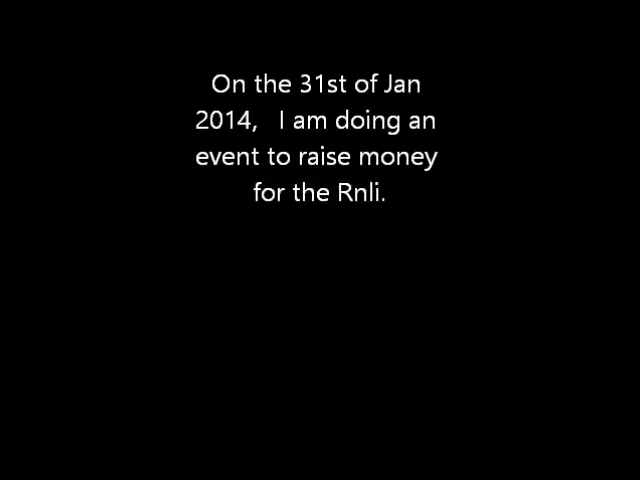 On the 31st of Jan
2014,   I am doing an
event to raise money
for the Rnli.